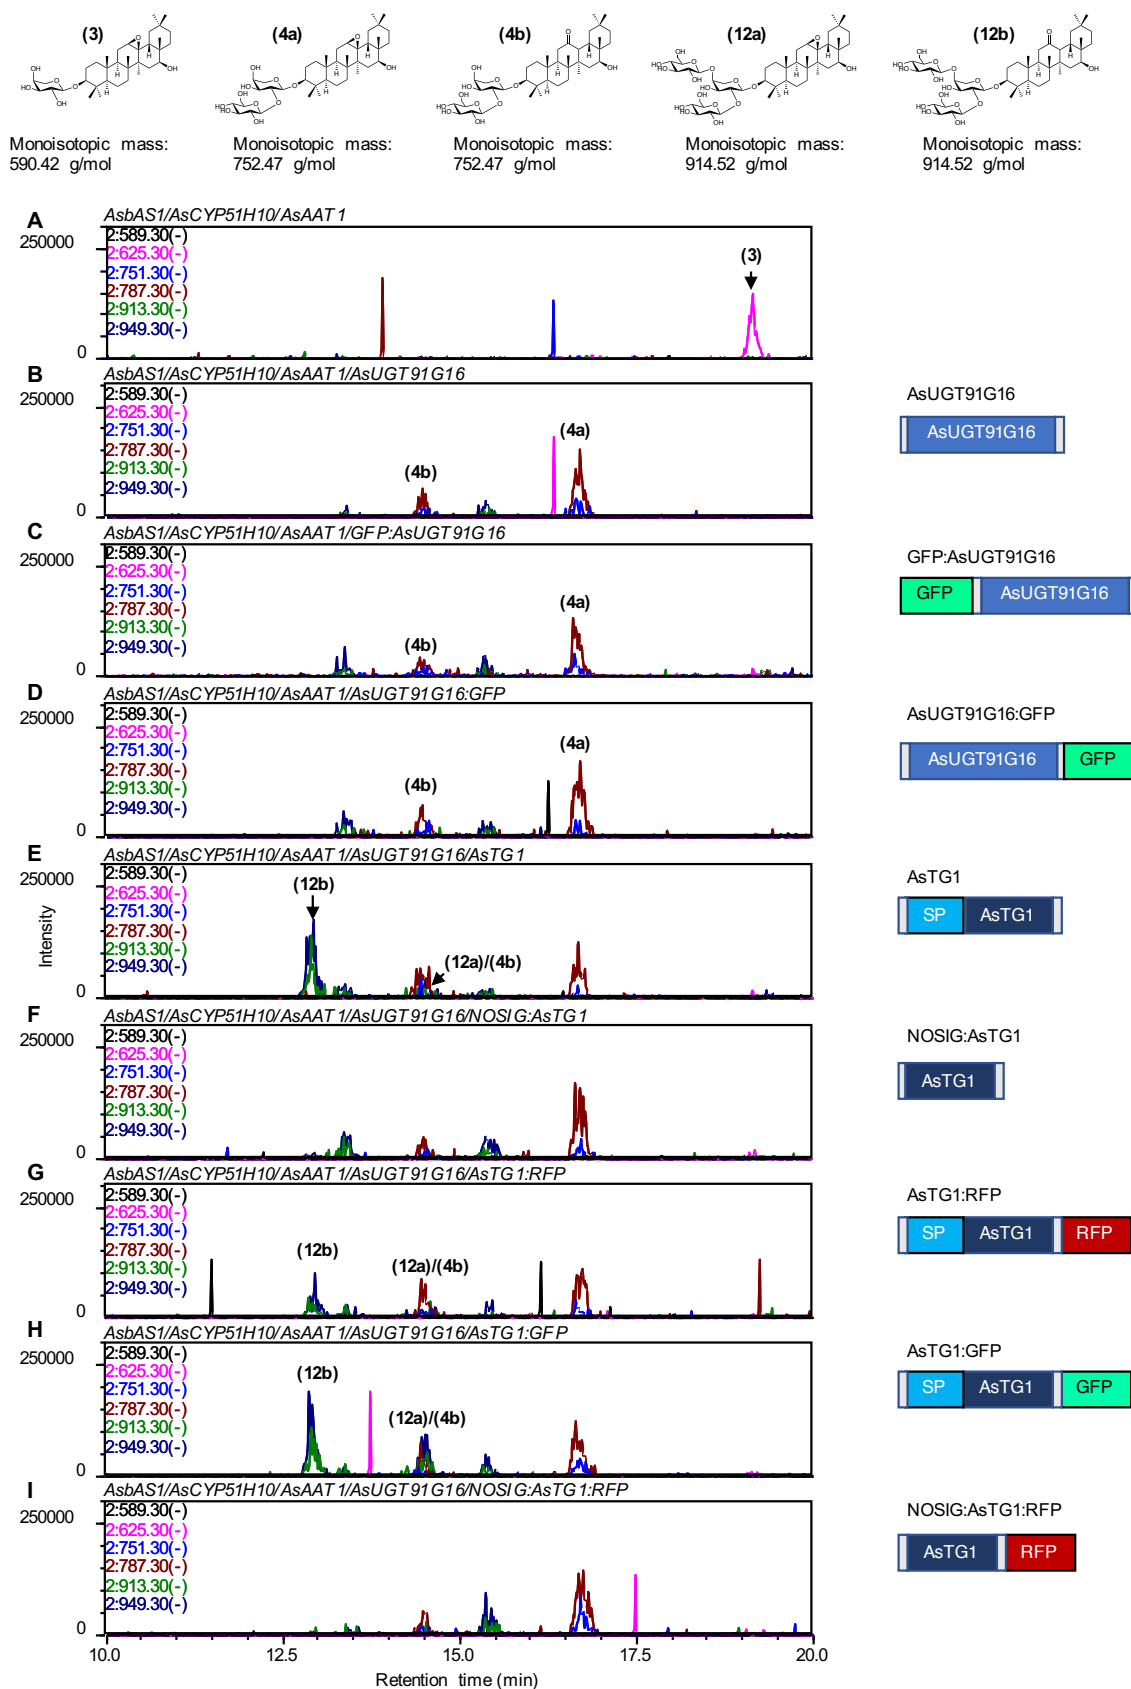 (3)
(4a)
(4b)
(12a)
(12b)
Monoisotopic mass:
590.42 g/mol
Monoisotopic mass:
752.47 g/mol
Monoisotopic mass:
752.47 g/mol
Monoisotopic mass:
914.52 g/mol
Monoisotopic mass:
914.52 g/mol
A
AsbAS1/AsCYP51H10/AsAAT1
250000
2:589.30(-)
2:625.30(-)
2:751.30(-)
2:787.30(-)
2:913.30(-)
2:949.30(-)
0
(3)
B
AsbAS1/AsCYP51H10/AsAAT1/AsUGT91G16
250000
2:589.30(-)
2:625.30(-)
2:751.30(-)
2:787.30(-)
2:913.30(-)
2:949.30(-)
0
(4b)
(4a)
AsUGT91G16
AsUGT91G16
C
AsbAS1/AsCYP51H10/AsAAT1/GFP:AsUGT91G16
250000
2:589.30(-)
2:625.30(-)
2:751.30(-)
2:787.30(-)
2:913.30(-)
2:949.30(-)
0
(4b)
(4a)
GFP:AsUGT91G16
GFP
AsUGT91G16
D
AsbAS1/AsCYP51H10/AsAAT1/AsUGT91G16:GFP
250000
2:589.30(-)
2:625.30(-)
2:751.30(-)
2:787.30(-)
2:913.30(-)
2:949.30(-)
0
(4b)
(4a)
AsUGT91G16:GFP
AsUGT91G16
GFP
E
AsbAS1/AsCYP51H10/AsAAT1/AsUGT91G16/AsTG1
250000
2:589.30(-)
2:625.30(-)
2:751.30(-)
2:787.30(-)
2:913.30(-)
2:949.30(-)
0
Intensity
(12b)
(12a)/(4b)
AsTG1
SP
AsTG1
F
AsbAS1/AsCYP51H10/AsAAT1/AsUGT91G16/NOSIG:AsTG1
250000
2:589.30(-)
2:625.30(-)
2:751.30(-)
2:787.30(-)
2:913.30(-)
2:949.30(-)
0
NOSIG:AsTG1
AsTG1
G
AsbAS1/AsCYP51H10/AsAAT1/AsUGT91G16/AsTG1:RFP
250000
2:589.30(-)
2:625.30(-)
2:751.30(-)
2:787.30(-)
2:913.30(-)
2:949.30(-)
0
(12b)
(12a)/(4b)
AsTG1:RFP
SP
AsTG1
RFP
H
AsbAS1/AsCYP51H10/AsAAT1/AsUGT91G16/AsTG1:GFP
250000
2:589.30(-)
2:625.30(-)
2:751.30(-)
2:787.30(-)
2:913.30(-)
2:949.30(-)
0
(12b)
(12a)/(4b)
AsTG1:GFP
SP
AsTG1
GFP
I
AsbAS1/AsCYP51H10/AsAAT1/AsUGT91G16/NOSIG:AsTG1:RFP
250000
2:589.30(-)
2:625.30(-)
2:751.30(-)
2:787.30(-)
2:913.30(-)
2:949.30(-)
0
NOSIG:AsTG1:RFP
AsTG1
RFP
10.0
12.5
15.0
17.5
20.0
Retention time (min)